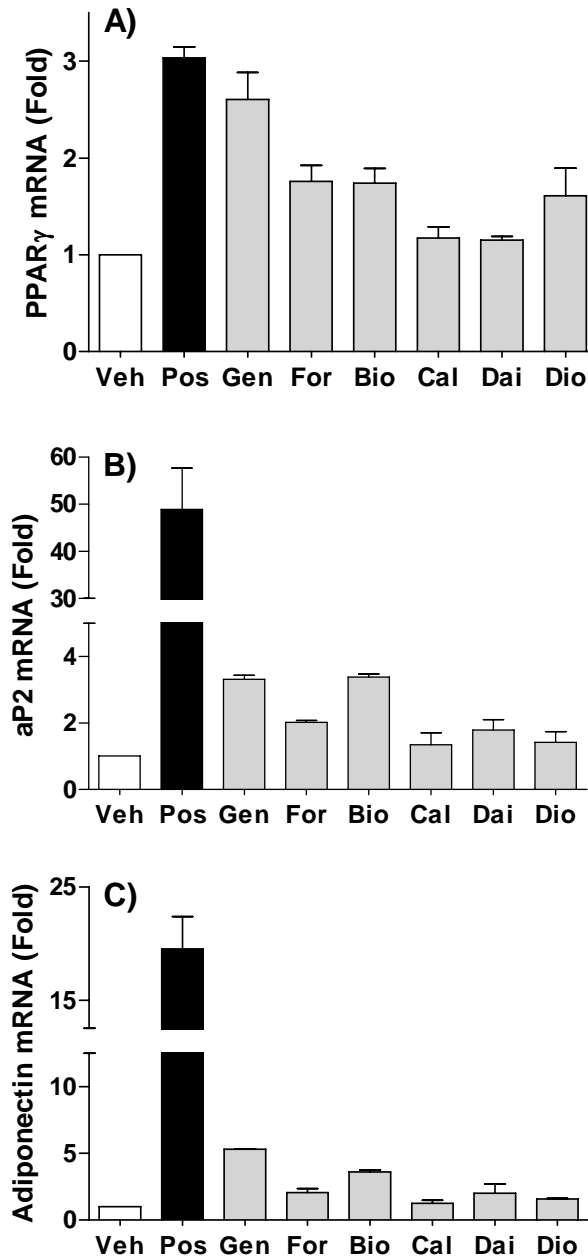 A)
PPARγ mRNA (Fold)
3
2
1
0
Veh Pos Gen For Bio Cal Dai Dio
B)
aP2 mRNA (Fold)
60
50
40
30
4
2
0
Veh Pos Gen For Bio Cal Dai Dio
C)
Adiponectin mRNA (Fold)
25
15
10
5
0
Veh Pos Gen For Bio Cal Dai Dio